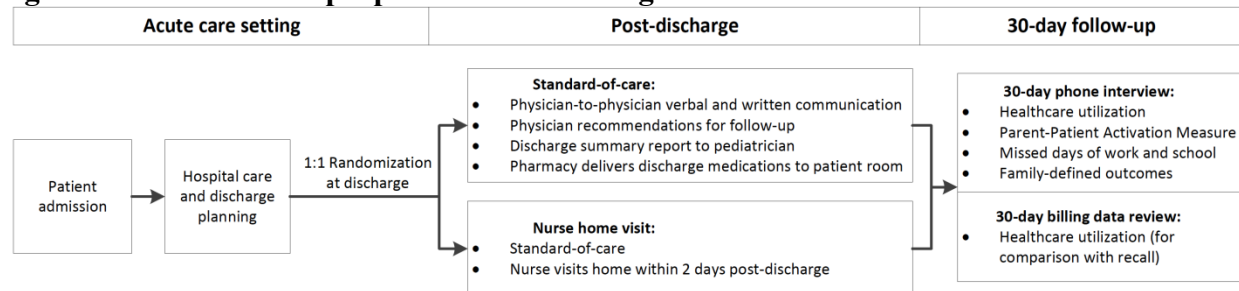 Acute care setting
Post-discharge
30-day follow-up
Patient
admission
Hospital care
and discharge
planning
1:1 Randomization
at discharge
Standard-of-care:
• Physician-to-physician verbal and written communication
• Physician recommendations for follow-up
• Discharge summary report to pediatrician
• Pharmacy delivers discharge medications to patient room
Nurse home visit:
• Standard-of-care
• Nurse visits home within 2 days post-discharge
30-day phone interview:
• Healthcare utilization
• Parent-Patient Activation Measure
• Missed days of work and school
• Family-defined outcomes
30-day billing data review:
• Healthcare utilization (for
comparison with recall)